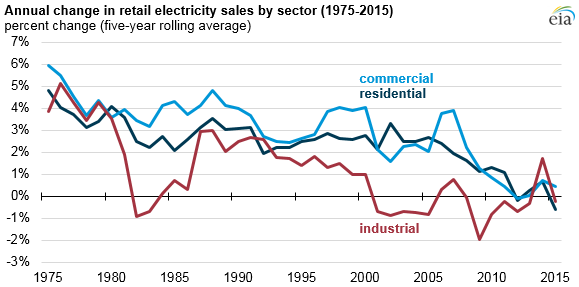 Annual change in retail electricity sales by sector (1975-2015)
percent change (five-year rolling average)
eia
7%
6%
5%
4%
3%
2%
1%
0%
-1%
-2%
-3%
commercial
residential
industrial
1975 1980 1985 1990 1995 2000 2005 2010 2015